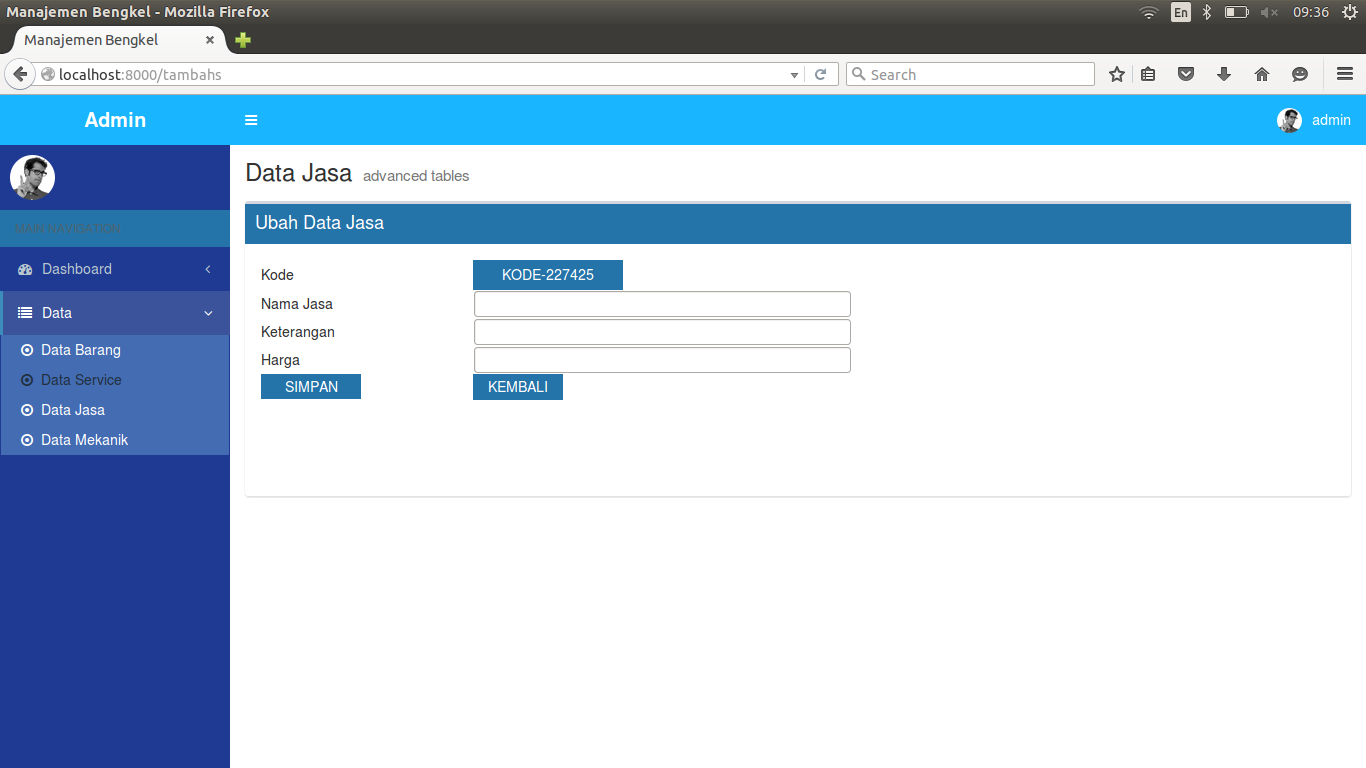 Manajemen Bengkel - Mozilla Firefox
En
09:36
Manajemen Bengkel
localhost:8000/tambahs
Search
Admin
admin
MAIN NAVIGATION
Dashboard
Data
Data Barang
Data Service
Data Jasa
Data Mekanik
Data Jasa advanced tables
Ubah Data Jasa
Kode KODE-227425
Nama Jasa
Keterangan
Harga
SIMPAN KEMBALI